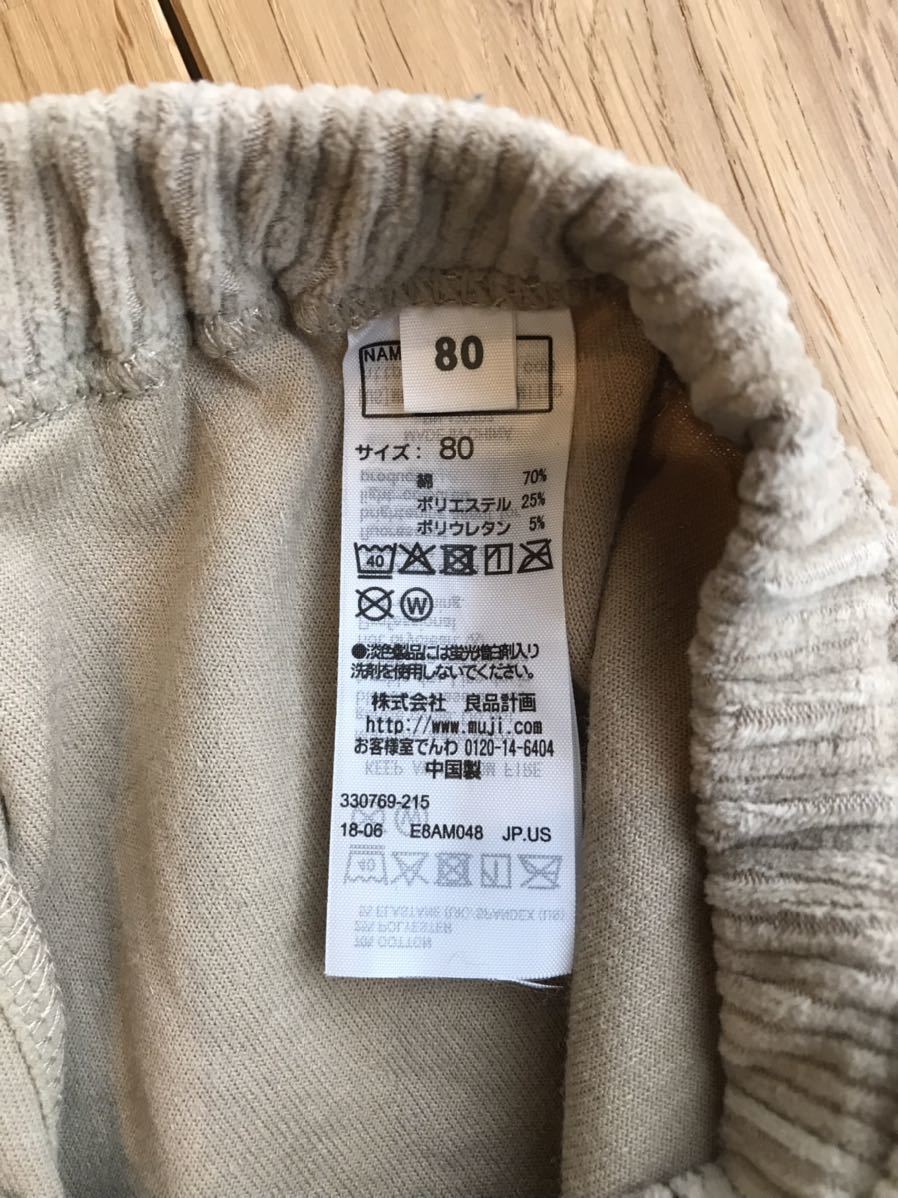 80
NAM
サイズ: 80
綿 70%
ポリエステル 25%
ポリウレタン 5%
40
W
●淡色製品には蛍光増白剤入り
洗剤を使用しないでください。
株式会社 良品計画
http://www.muji.com
お客様室でんわ 0120-14-6404
中国製
330769-215
18-06 E8AM048 JP.US